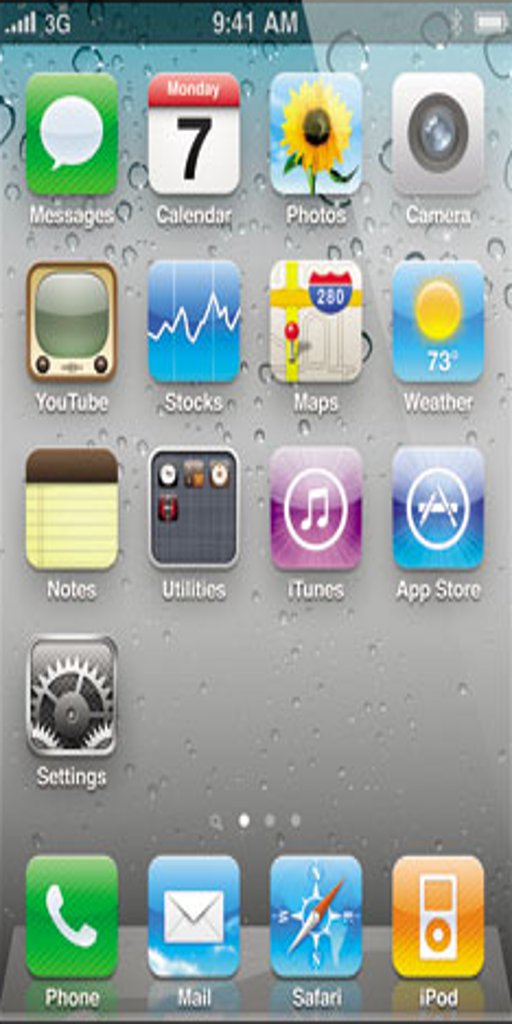 3G 9:41 AM
Monday
7
Messages Calendar Photos Camera
280
73°
YouTube Stocks Maps Weather
Notes Utilities iTunes App Store
Settings
N
S
Phone Mail Safari iPod